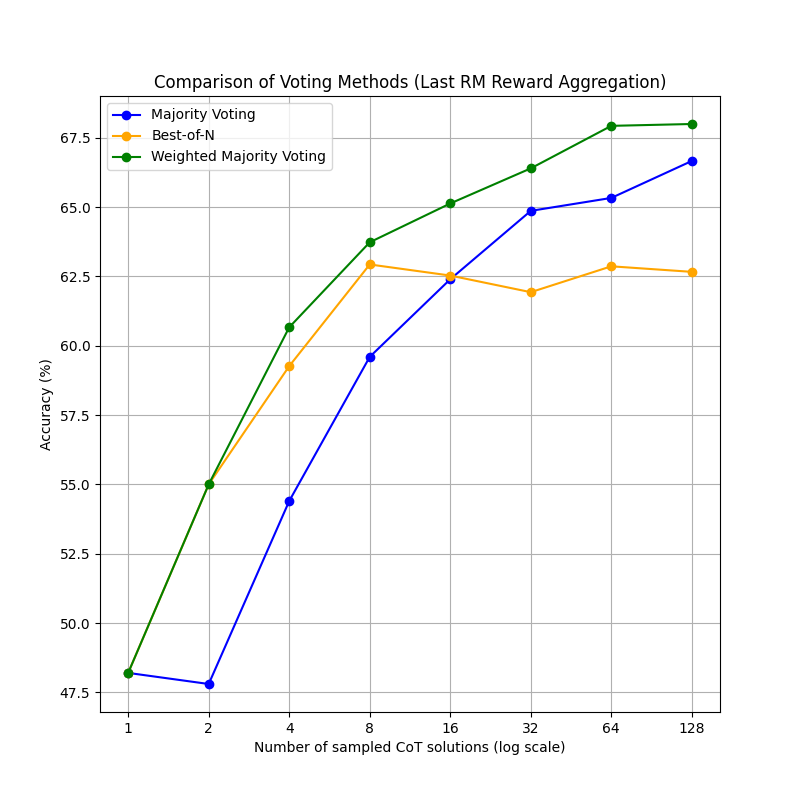 Comparison of Voting Methods (Last RM Reward Aggregation)
Majority Voting
Best-of-N
Weighted Majority Voting
67.5
65.0
62.5
60.0
57.5
55.0
52.5
50.0
47.5
Accuracy (%)
1 2 4 8 16 32 64 128
Number of sampled CoT solutions (log scale)